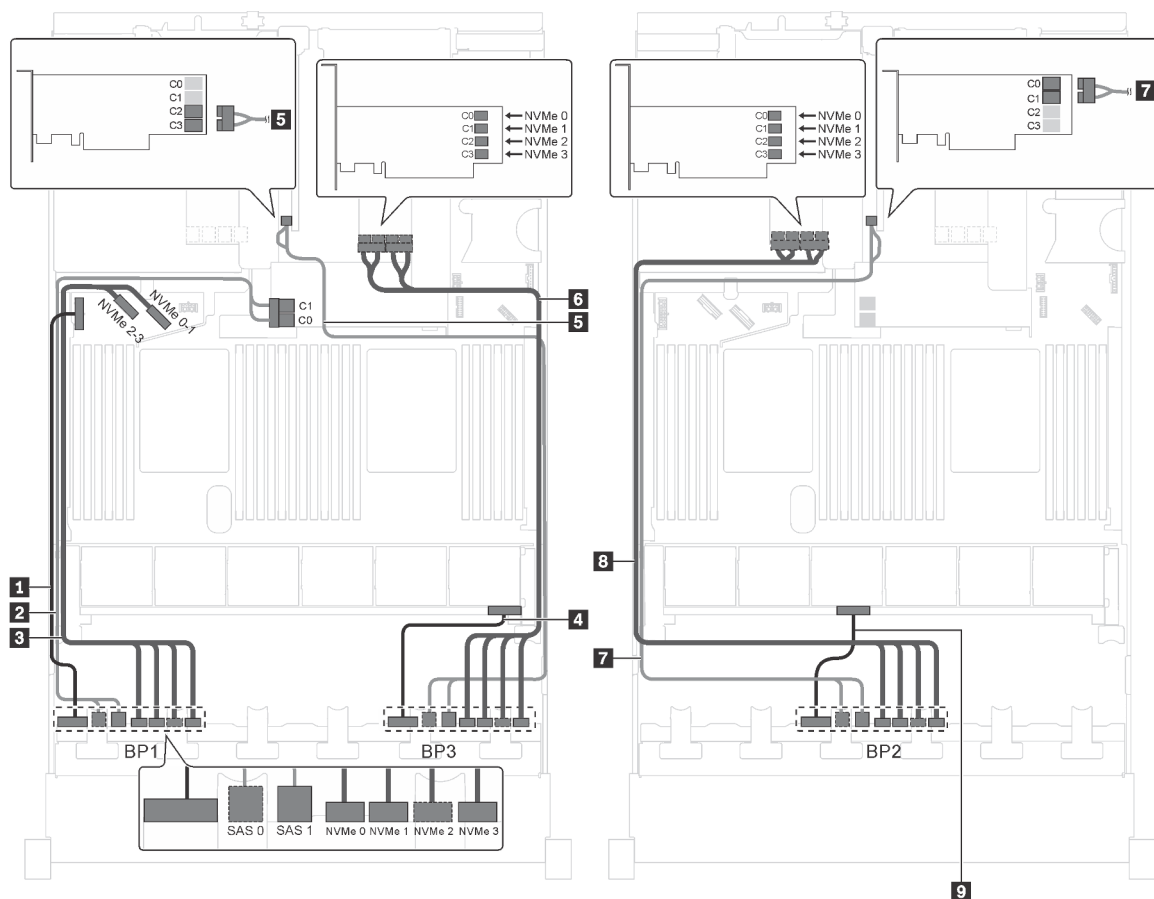 C0
C1
C2
C3
5
C0
C1
C2
C3
NVMe 0
NVMe 1
NVMe 2
NVMe 3
C0
C1
C2
C3
NVMe 0
NVMe 1
NVMe 2
NVMe 3
C0
C1
C2
C3
7
NVMe 2-3
NVMe 0-1
C1
C0
6
5
1
2
3
4
8
7
BP1
BP3
BP2
SAS 0
SAS 1
NVMe 0
NVMe 1
NVMe 2
NVMe 3
9